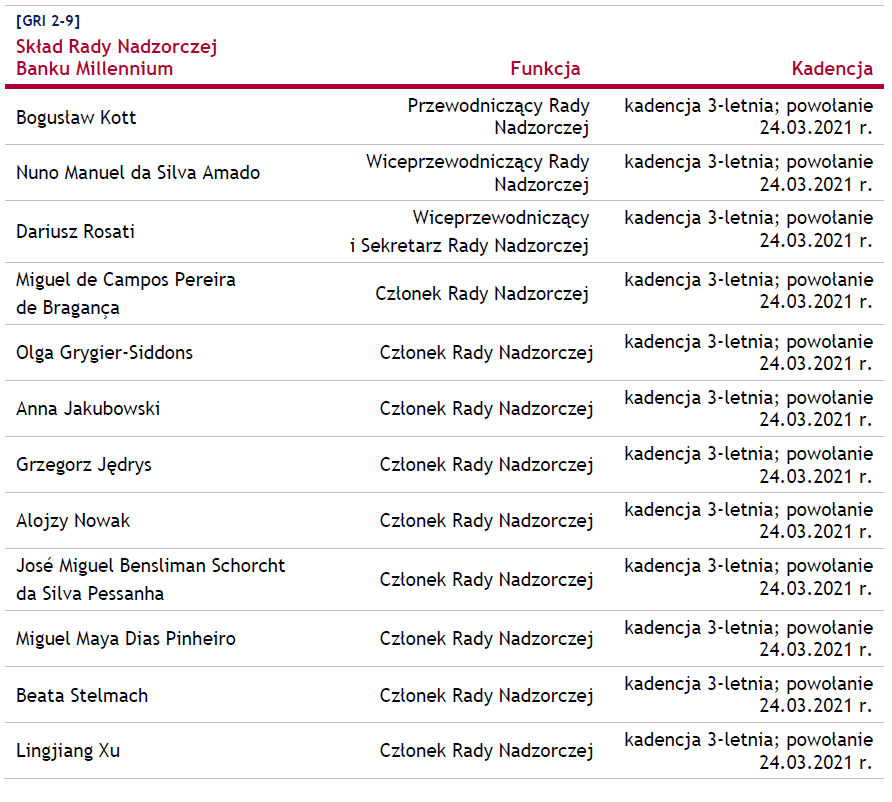 [GRI 2-9]
Skład Rady Nadzorczej
Banku Millennium
Funkcja
Kadencja
Bogusław Kott
Przewodniczący Rady
Nadzorczej
kadencja 3-letnia; powołanie
24.03.2021 r.
Nuno Manuel da Silva Amado
Wiceprzewodniczący Rady
Nadzorczej
kadencja 3-letnia; powołanie
24.03.2021 r.
Dariusz Rosati
Wiceprzewodniczący
i Sekretarz Rady Nadzorczej
kadencja 3-letnia; powołanie
24.03.2021 r.
Miguel de Campos Pereira
de Bragança
Członek Rady Nadzorczej
kadencja 3-letnia; powołanie
24.03.2021 r.
Olga Grygier-Siddons
Członek Rady Nadzorczej
kadencja 3-letnia; powołanie
24.03.2021 r.
Anna Jakubowski
Członek Rady Nadzorczej
kadencja 3-letnia; powołanie
24.03.2021 r.
Grzegorz Jędrys
Członek Rady Nadzorczej
kadencja 3-letnia; powołanie
24.03.2021 r.
Alojzy Nowak
Członek Rady Nadzorczej
kadencja 3-letnia; powołanie
24.03.2021 r.
José Miguel Bensliman Schorcht
da Silva Pessanha
Członek Rady Nadzorczej
kadencja 3-letnia; powołanie
24.03.2021 r.
Miguel Maya Dias Pinheiro
Członek Rady Nadzorczej
kadencja 3-letnia; powołanie
24.03.2021 r.
Beata Stelmach
Członek Rady Nadzorczej
kadencja 3-letnia; powołanie
24.03.2021 r.
Lingjiang Xu
Członek Rady Nadzorczej
kadencja 3-letnia; powołanie
24.03.2021 r.